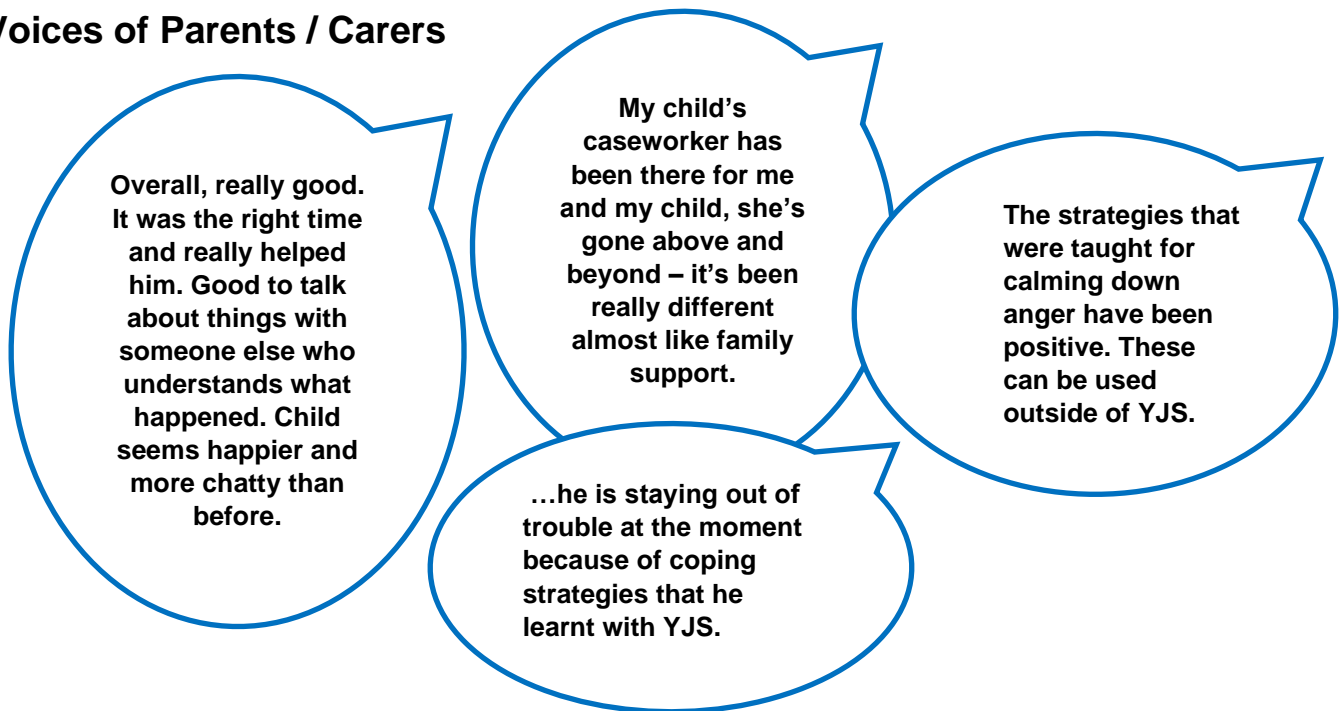 Voices of Parents / Carers
Overall, really good.
It was the right time
and really helped
him. Good to talk
about things with
someone else who
understands what
happened. Child
seems happier and
more chatty than
before.
My child’s
caseworker has
been there for me
and my child, she’s
gone above and
beyond – it’s been
really different
almost like family
support.
The strategies that
were taught for
calming down
anger have been
positive. These
can be used
outside of YJS.
…he is staying out of
trouble at the moment
because of coping
strategies that he
learnt with YJS.